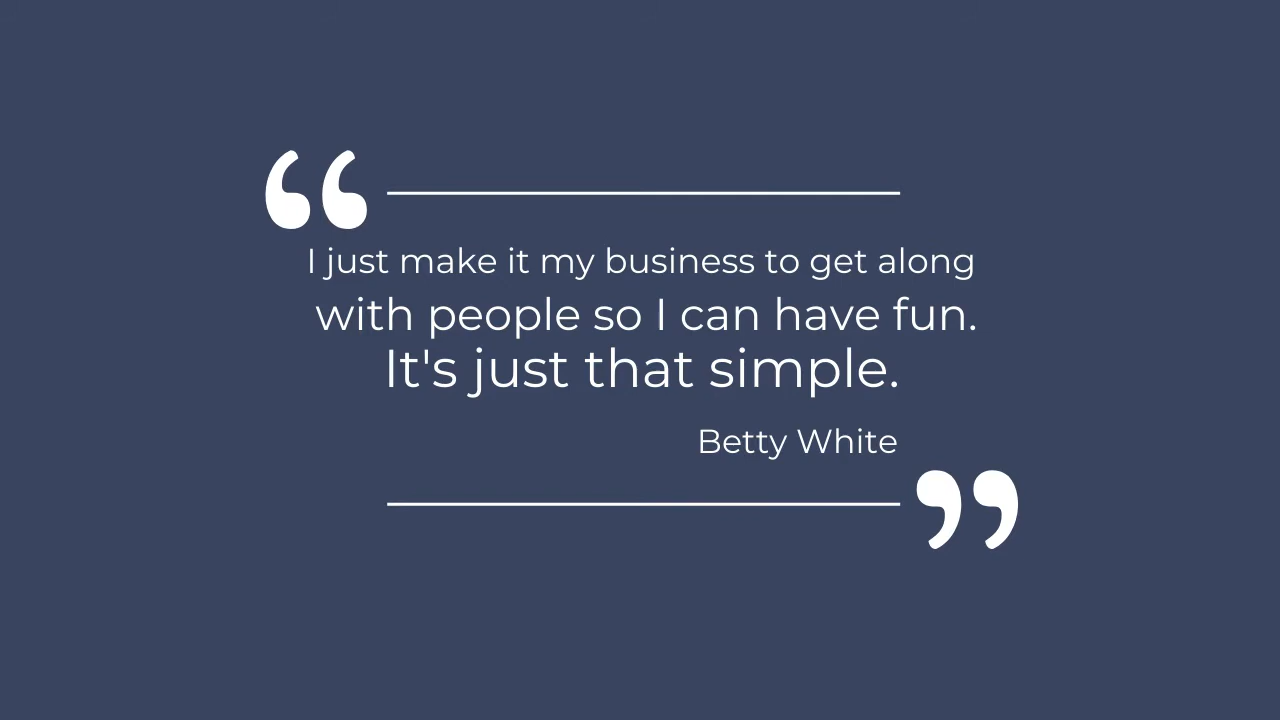 “
I just make it my business to get along
with people so I can have fun.
It's just that simple.
Betty White
”